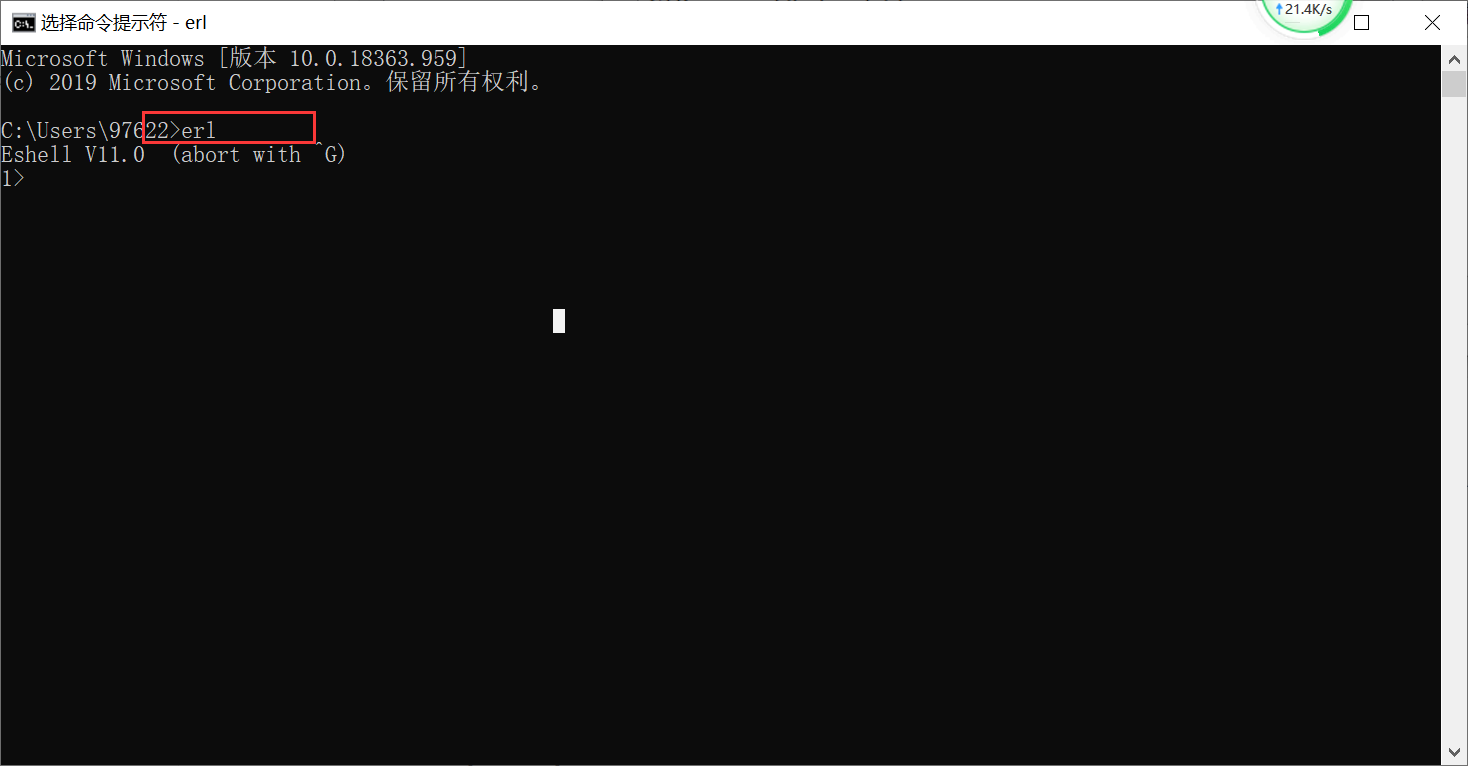 选择命令提示符 - erl
↑21.4K/s
Microsoft Windows [版本 10.0.18363.959]
(c) 2019 Microsoft Corporation。保留所有权利。
C:\Users\97622>erl
Eshell V11.0  (abort with ^G)
1>